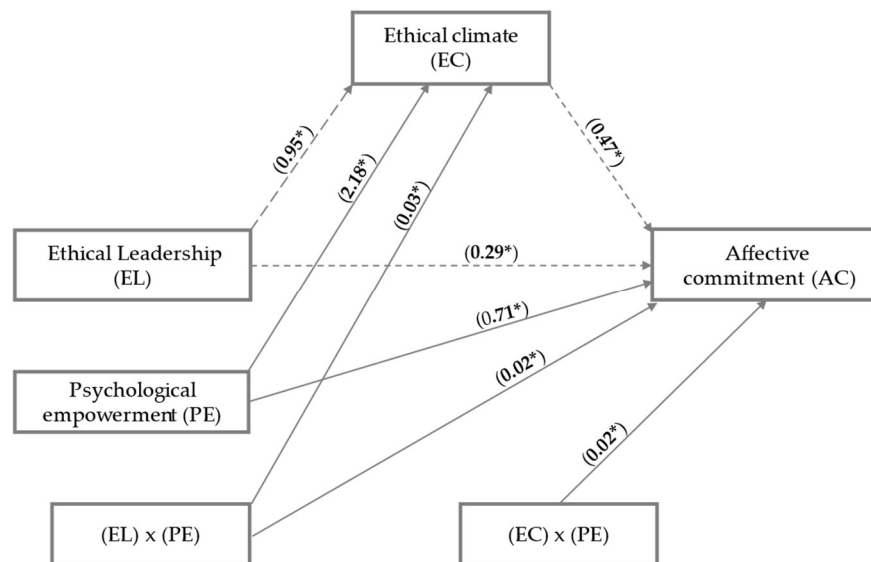 Ethical climate
(EC)
(0.95*)
(2.18*)
(0.03*)
(0.47*)
Ethical Leadership
(EL)
(0.29*)
Affective
commitment (AC)
(0.71*)
Psychological
empowerment (PE)
(0.02*)
(0.02*)
(EL) x (PE)
(EC) x (PE)